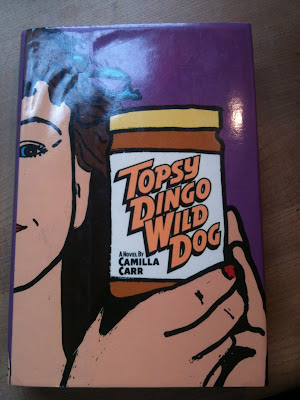 TOPSY
DINGO
WILD
DOG
A NOVEL BY
CAMILLA
CARR